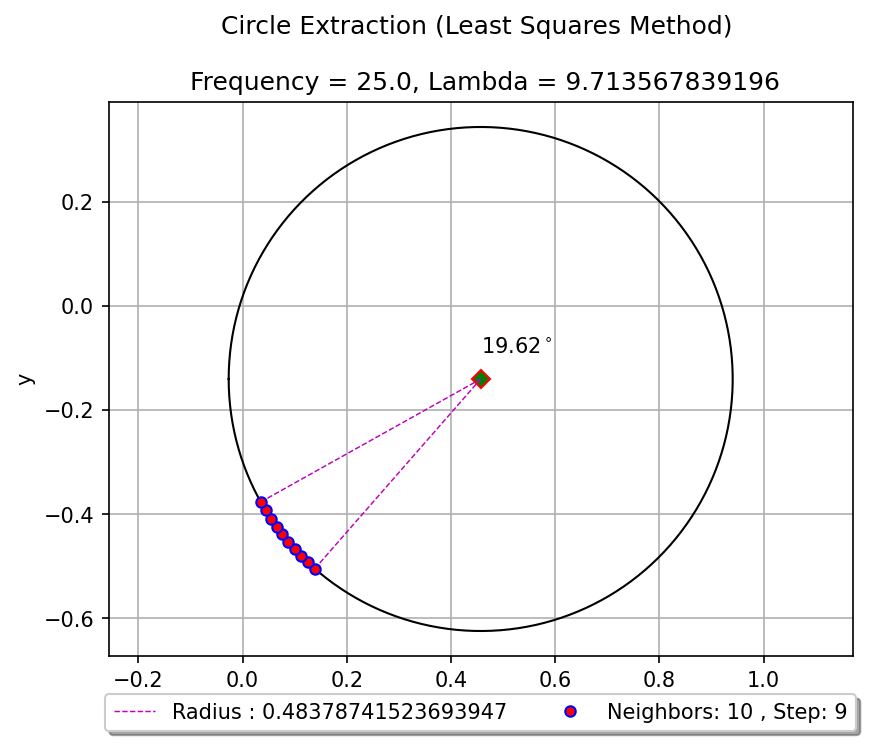 Circle Extraction (Least Squares Method)
Frequency = 25.0, Lambda = 9.713567839196
0.2
0.0
−0.2
−0.4
−0.6
y
19.62°
−0.2 0.0 0.2 0.4 0.6 0.8 1.0
Radius : 0.48378741523693947 Neighbors: 10 , Step: 9